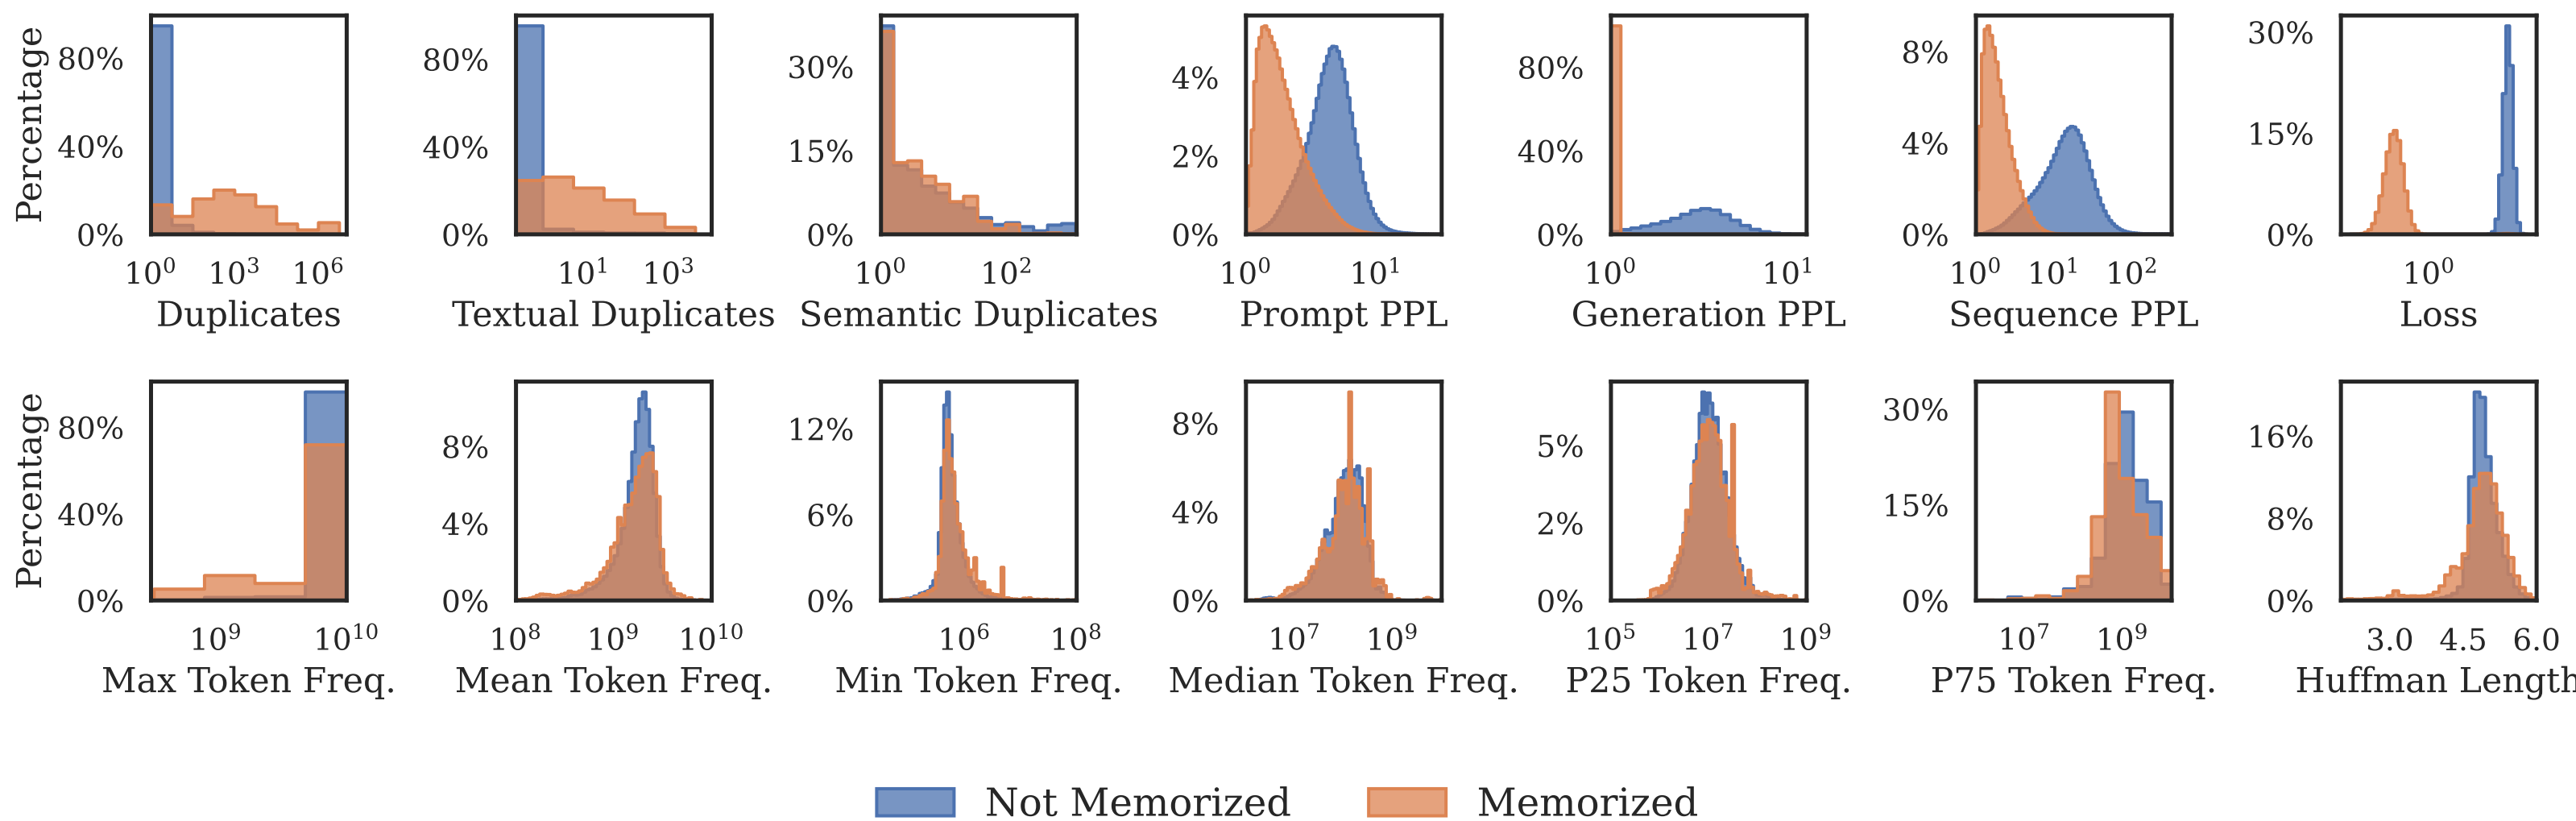 Percentage
80%
40%
0%
10⁰ 10³ 10⁶
Duplicates
80%
40%
0%
10¹ 10³
Textual Duplicates
30%
15%
0%
10⁰ 10²
Semantic Duplicates
4%
2%
0%
10⁰ 10¹
Prompt PPL
80%
40%
0%
10⁰ 10¹
Generation PPL
8%
4%
0%
10⁰ 10¹ 10²
Sequence PPL
30%
15%
0%
10⁰
Loss
Percentage
80%
40%
0%
10⁹ 10¹⁰
Max Token Freq.
8%
4%
0%
10⁸ 10⁹ 10¹⁰
Mean Token Freq.
12%
6%
0%
10⁶ 10⁸
Min Token Freq.
8%
4%
0%
10⁷ 10⁹
Median Token Freq.
5%
2%
0%
10⁵ 10⁷ 10⁹
P25 Token Freq.
30%
15%
0%
10⁷ 10⁹
P75 Token Freq.
16%
8%
0%
3.0 4.5 6.0
Huffman Length
Not Memorized Memorized